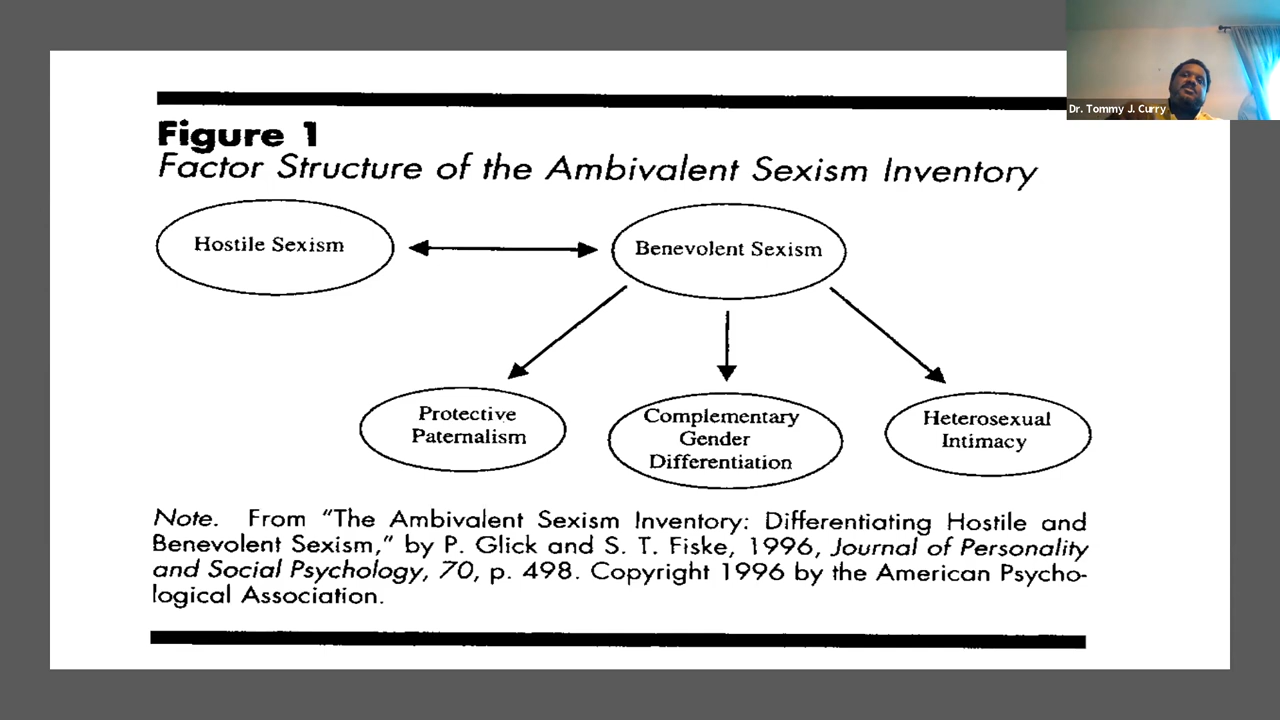 Dr. Tommy J. Curry
Figure 1
Factor Structure of the Ambivalent Sexism Inventory
Hostile Sexism
Benevolent Sexism
Protective
Paternalism
Complementary
Gender
Differentiation
Heterosexual
Intimacy
Note. From "The Ambivalent Sexism Inventory: Differentiating Hostile and
Benevolent Sexism," by P. Glick and S. T. Fiske, 1996, Journal of Personality
and Social Psychology, 70, p. 498. Copyright 1996 by the American Psycho-
logical Association.